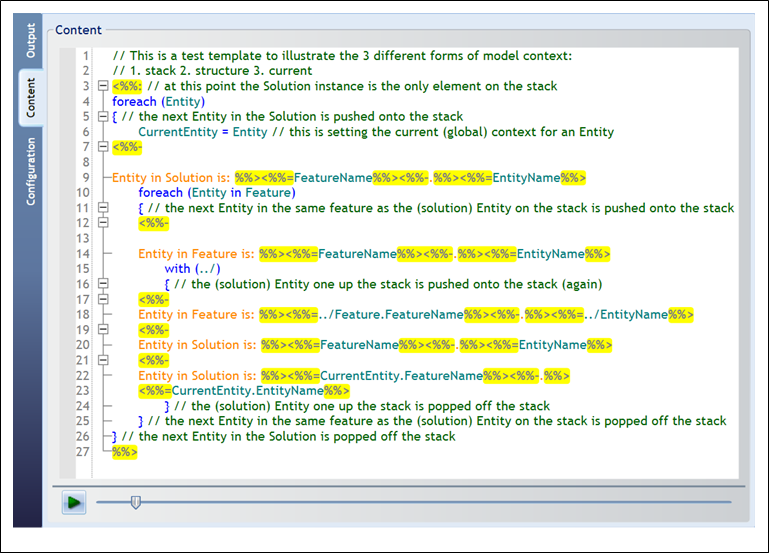 Output
Content
Configuration
Content
1 // This is a test template to illustrate the 3 different forms of model context:
2 // 1. stack 2. structure 3. current
3 <%%: // at this point the Solution instance is the only element on the stack
4 foreach (Entity)
5 { // the next Entity in the Solution is pushed onto the stack
6 CurrentEntity = Entity // this is setting the current (global) context for an Entity
7 <%%-
8
9 Entity in Solution is: %%><%%=FeatureName%%><%%-.%%><%%=EntityName%%>
10 foreach (Entity in Feature)
11 { // the next Entity in the same feature as the (solution) Entity on the stack is pushed onto the stack
12 <%%-
13
14 Entity in Feature is: %%><%%=FeatureName%%><%%-.%%><%%=EntityName%%>
15 with (../)
16 { // the (solution) Entity one up the stack is pushed onto the stack (again)
17 <%%-
18 Entity in Feature is: %%><%%=../Feature.FeatureName%%><%%-.%%><%%=../EntityName%%>
19 <%%-
20 Entity in Solution is: %%><%%=FeatureName%%><%%-.%%><%%=EntityName%%>
21 <%%-
22 Entity in Solution is: %%><%%=CurrentEntity.FeatureName%%><%%-.%%>
23 <%%=CurrentEntity.EntityName%%>
24 } // the (solution) Entity one up the stack is popped off the stack
25 } // the next Entity in the same feature as the (solution) Entity on the stack is popped off the stack
26 } // the next Entity in the Solution is popped off the stack
27 %%>